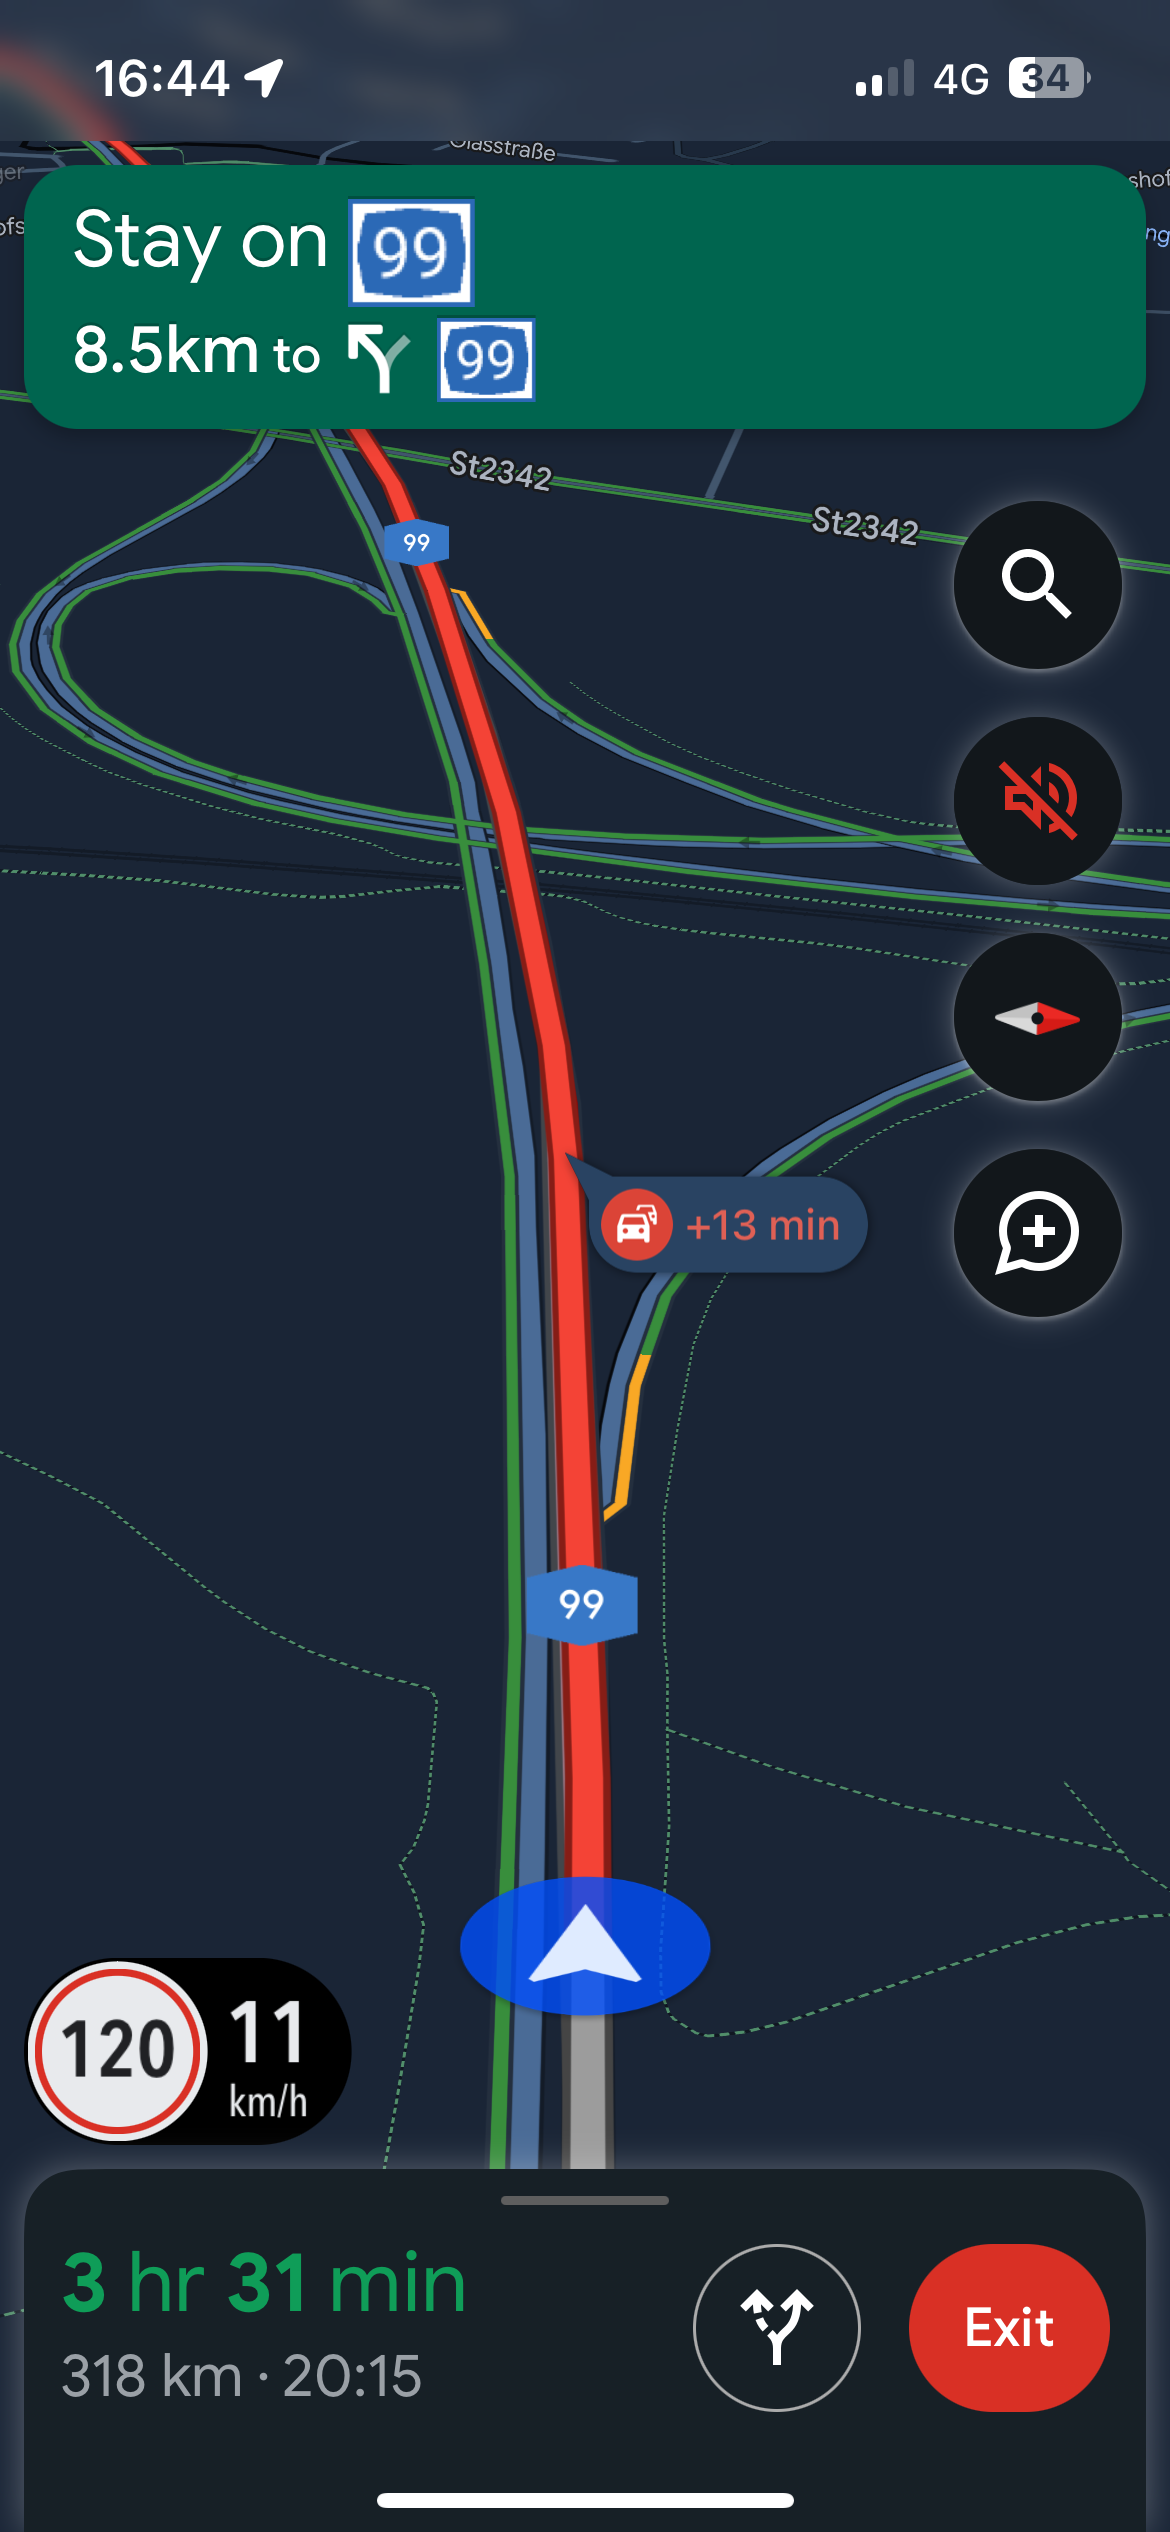 16:44
4G 34
Glasstraße
Stay on 99
8.5km to 99
St2342
St2342
99
+13 min
99
120
11
km/h
3 hr 31 min
318 km · 20:15
Exit